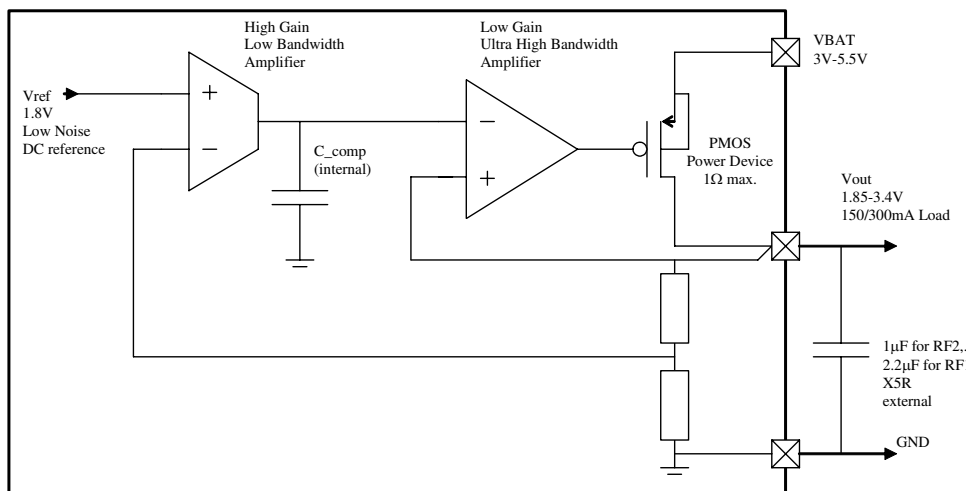 High Gain
Low Bandwidth
Amplifier
Low Gain
Ultra High Bandwidth
Amplifier
VBAT
3V-5.5V
Vref
1.8V
Low Noise
DC reference
+
−
C_comp
(internal)
−
+
PMOS
Power Device
1Ω max.
Vout
1.85-3.4V
150/300mA Load
1µF for RF2,.
2.2µF for RF
X5R
external
GND